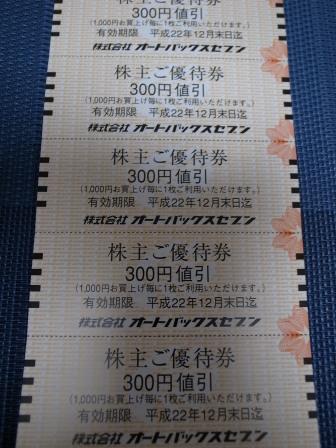 株主ご優待券
300円値引
(1,000円お買上げ毎に1枚ご利用いただけます。)
有効期限 平成22年12月末日迄
株式会社 オートバックスセブン
株主ご優待券
300円値引
(1,000円お買上げ毎に1枚ご利用いただけます。)
有効期限 平成22年12月末日迄
株式会社 オートバックスセブン
株主ご優待券
300円値引
(1,000円お買上げ毎に1枚ご利用いただけます。)
有効期限 平成22年12月末日迄
株式会社 オートバックスセブン
株主ご優待券
300円値引
(1,000円お買上げ毎に1枚ご利用いただけます。)
有効期限 平成22年12月末日迄
株式会社 オートバックスセブン
株主ご優待券
300円値引
(1,000円お買上げ毎に1枚ご利用いただけます。)
有効期限 平成22年12月末日迄
株式会社 オートバックスセブン